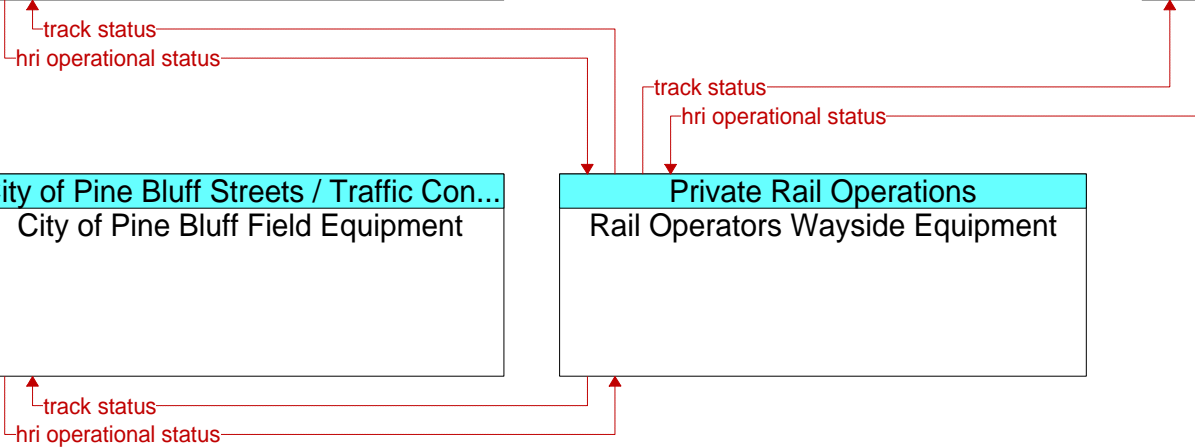 track status
hri operational status
track status
hri operational status
ity of Pine Bluff Streets / Traffic Con...
City of Pine Bluff Field Equipment
Private Rail Operations
Rail Operators Wayside Equipment
track status
hri operational status